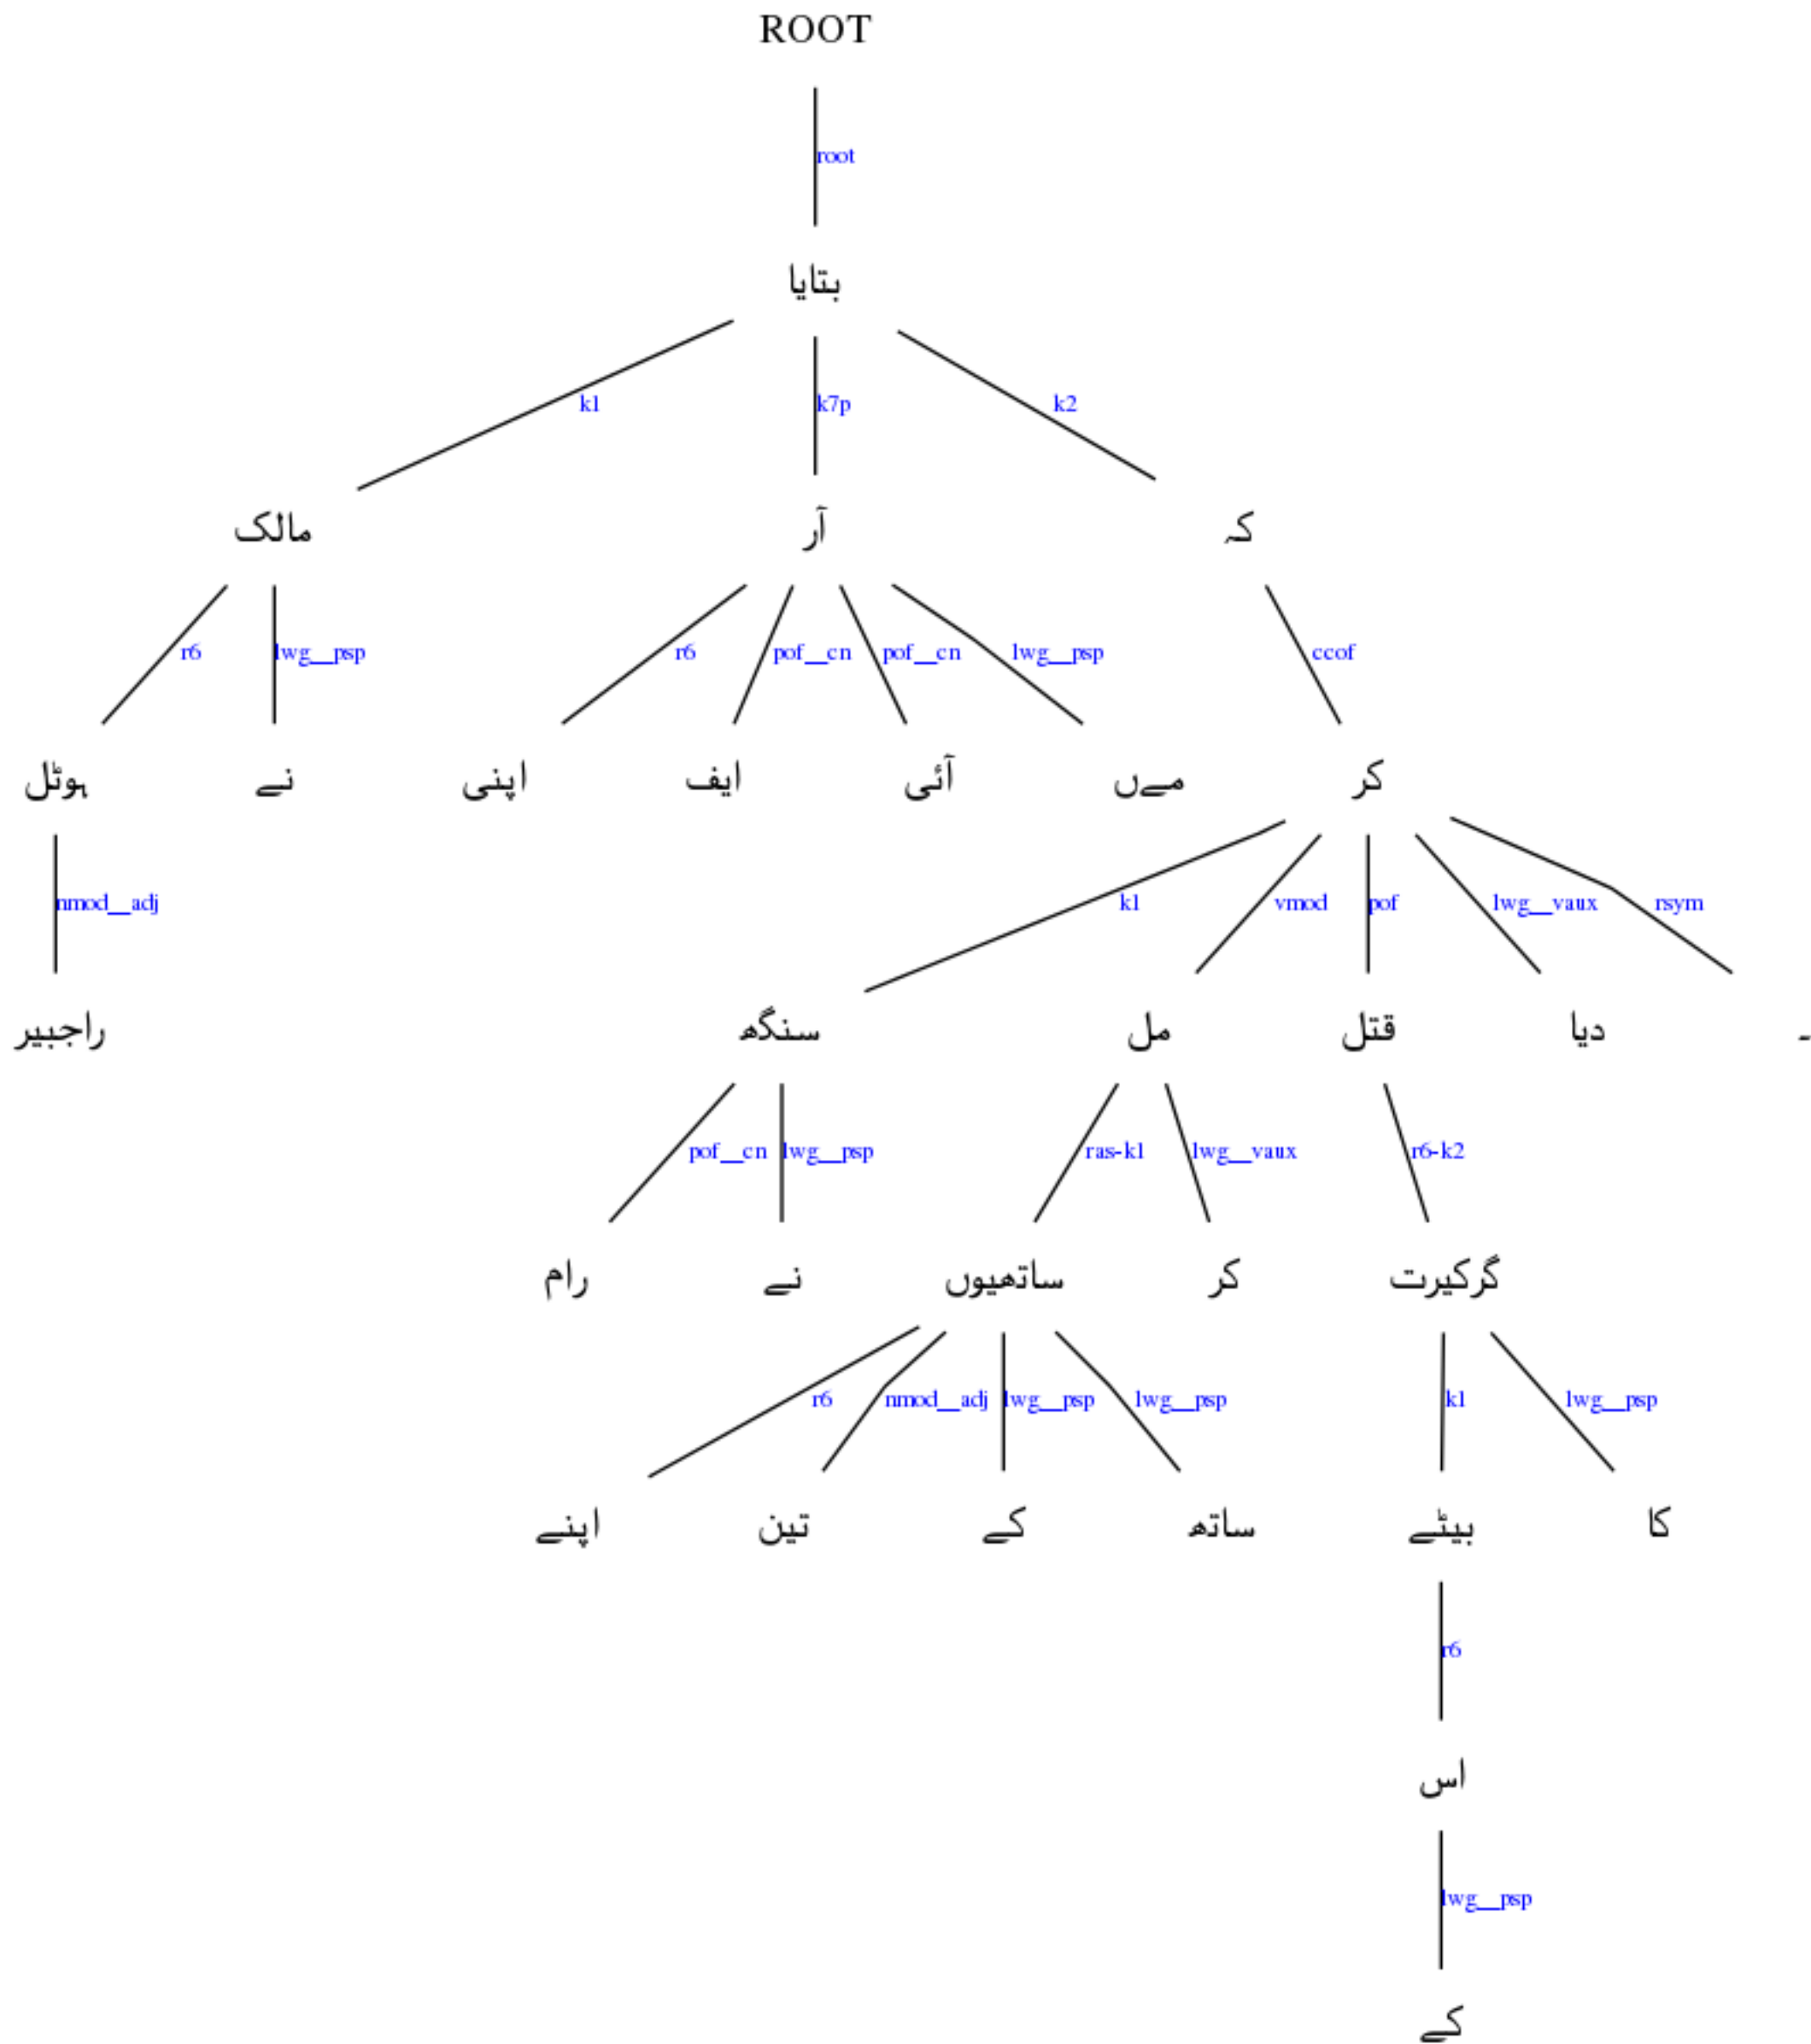 ROOT
root
بتایا
k1 k7p k2
مالک آر کہ
r6 lwg__psp r6 pof__cn pof__cn lwg__psp ccof
ہوٹل نے اپنی ایف آئی مےں کر
nmod__adj k1 vmod pof lwg__vaux rsym
راجبیر سنگھ مل قتل دیا ۔
pof__cn lwg__psp ras-k1 lwg__vaux r6-k2
رام نے ساتھیوں کر گرکیرت
r6 nmod__adj lwg__psp lwg__psp k1 lwg__psp
اپنے تین کے ساتھ بیٹے کا
r6
اس
lwg__psp
کے